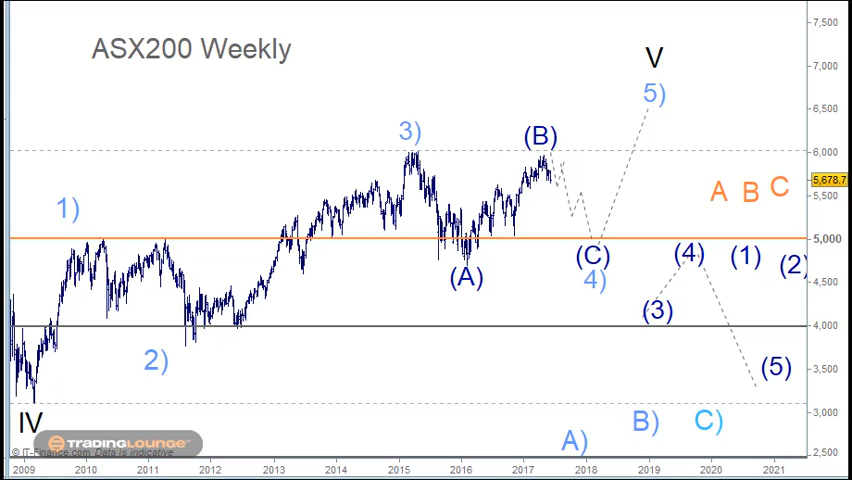 ASX200 Weekly
7,500
V
7,000
5)
6,500
3)
(B)
6,000
5,678.7
A B C
5,500
1)
5,000
(A)
(C)
4)
(4)
(1)
(2)
4,500
(3)
4,000
2)
(5)
3,500
IV
B)
C)
3,000
A)
TRADINGLOUNGE™
© IT-Finance.com Data is indicative
2,500
2009 2010 2011 2012 2013 2014 2015 2016 2017 2018 2019 2020 2021